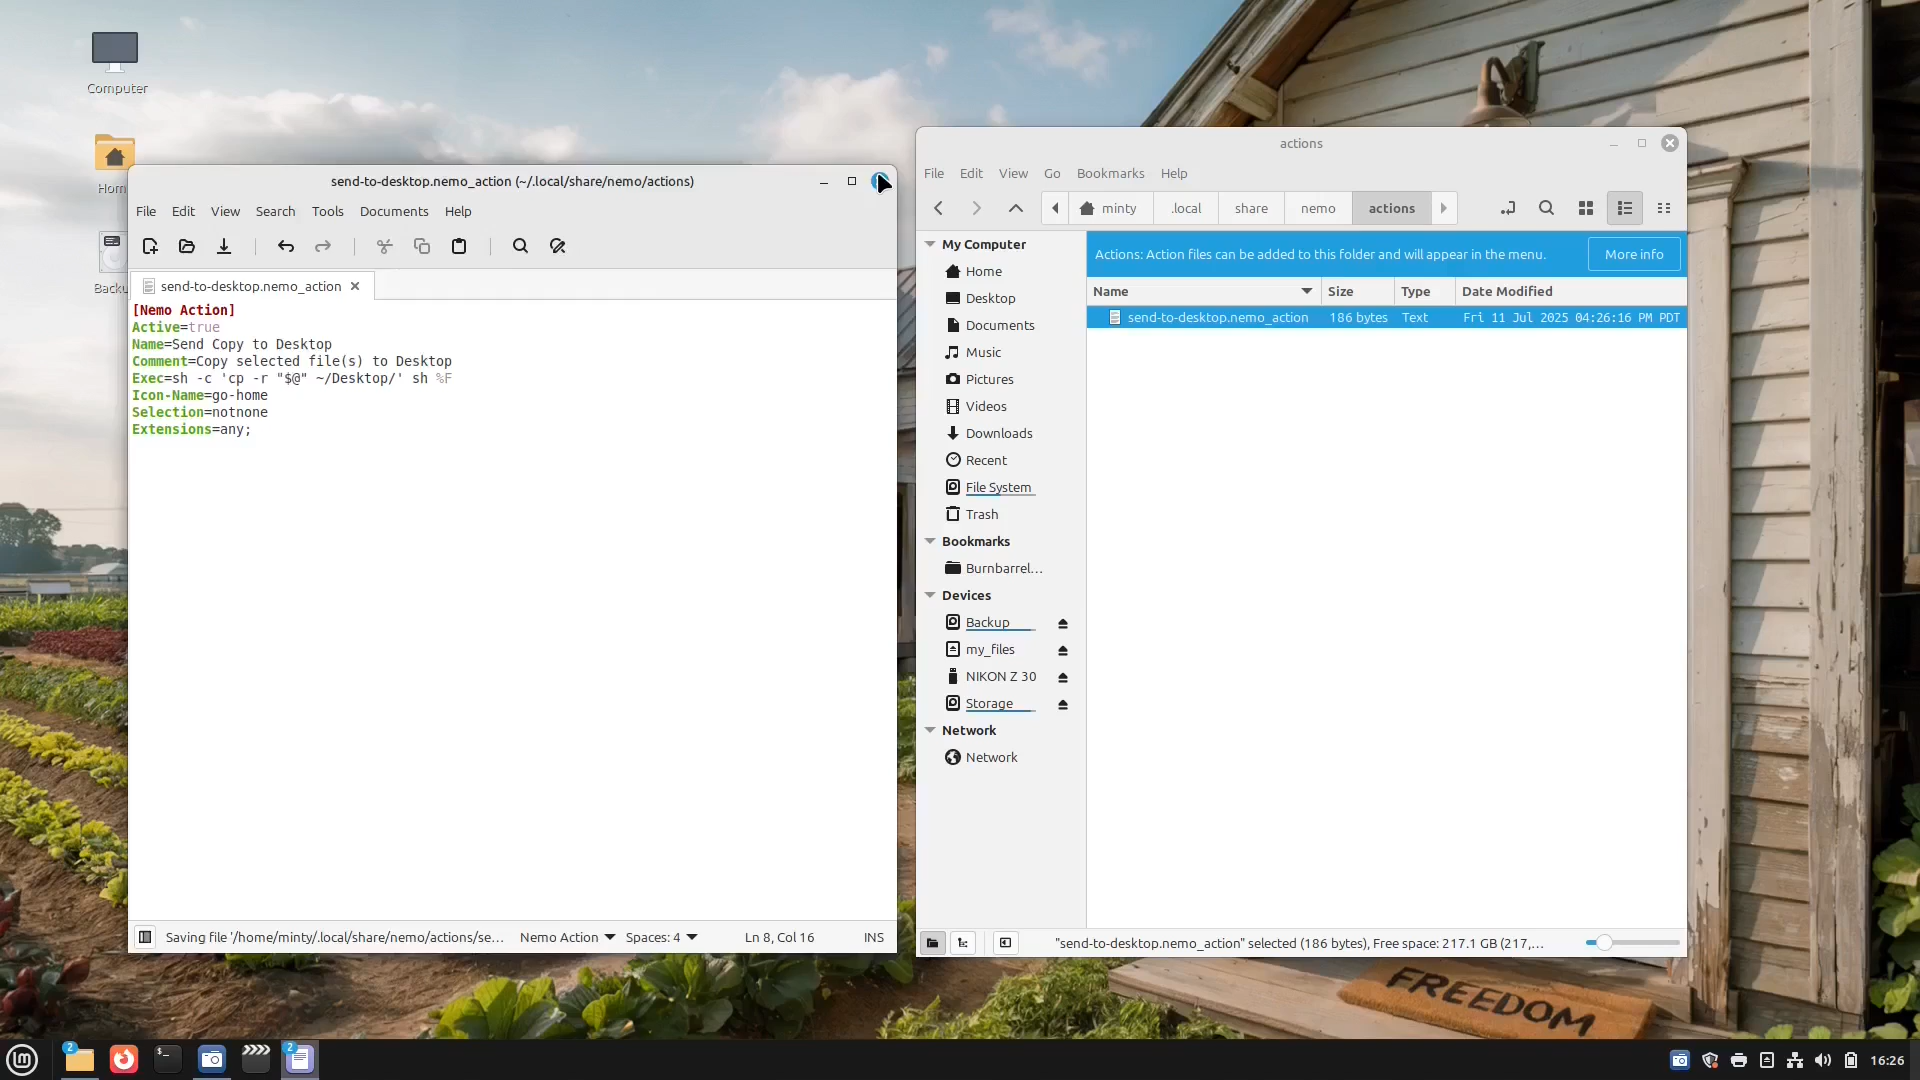 Computer
Home
Backu
send-to-desktop.nemo_action (~/.local/share/nemo/actions)
File Edit View Search Tools Documents Help
send-to-desktop.nemo_action
[Nemo Action]
Active=true
Name=Send Copy to Desktop
Comment=Copy selected file(s) to Desktop
Exec=sh -c 'cp -r "$@" ~/Desktop/' sh %F
Icon-Name=go-home
Selection=notnone
Extensions=any;
Saving file '/home/minty/.local/share/nemo/actions/se... Nemo Action Spaces: 4 Ln 8, Col 16 INS
actions
File Edit View Go Bookmarks Help
minty .local share nemo actions
My Computer
Home
Desktop
Documents
Music
Pictures
Videos
Downloads
Recent
File System
Trash
Bookmarks
Burnbarrel...
Devices
Backup
my_files
NIKON Z 30
Storage
Network
Network
Actions: Action files can be added to this folder and will appear in the menu. More info
Name Size Type Date Modified
send-to-desktop.nemo_action 186 bytes Text Fri 11 Jul 2025 04:26:16 PM PDT
"send-to-desktop.nemo_action" selected (186 bytes), Free space: 217.1 GB (217,...
FREEDOM
2
2
16:26